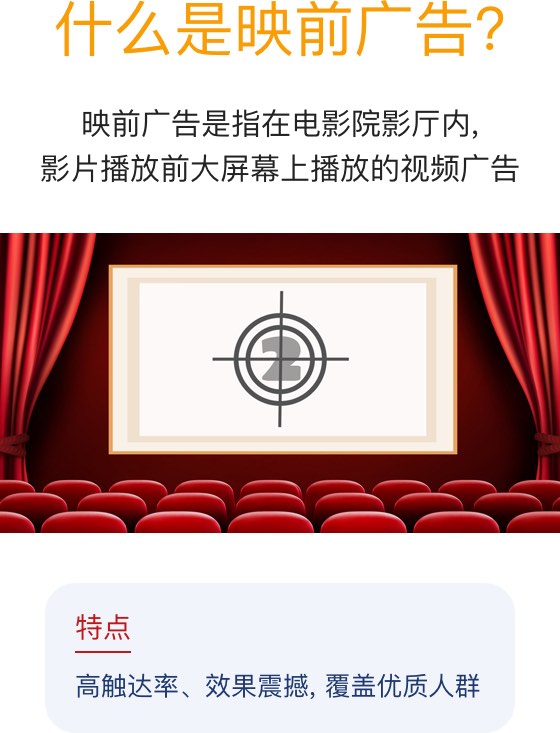 什么是映前广告?
映前广告是指在电影院影厅内,
影片播放前大屏幕上播放的视频广告
2
特点
高触达率、效果震撼, 覆盖优质人群